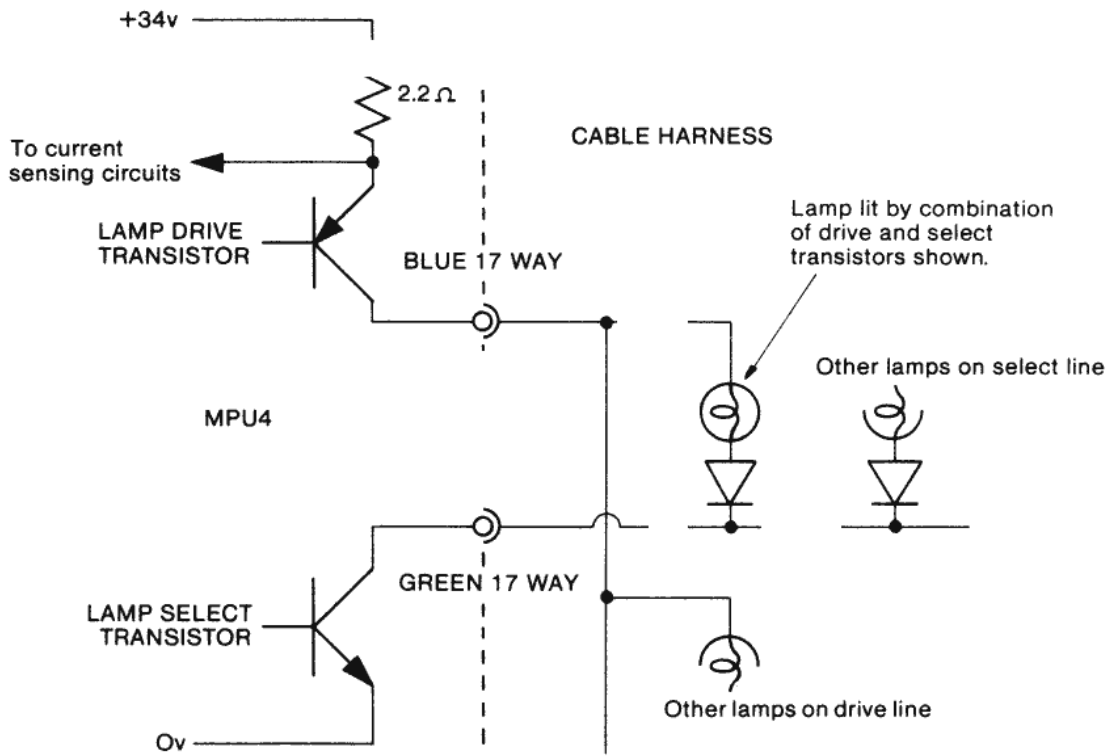 +34v
2.2 Ω
CABLE HARNESS
To current
sensing circuits
Lamp lit by combination
of drive and select
transistors shown.
LAMP DRIVE
TRANSISTOR
BLUE 17 WAY
Other lamps on select line
MPU4
GREEN 17 WAY
LAMP SELECT
TRANSISTOR
Other lamps on drive line
Ov